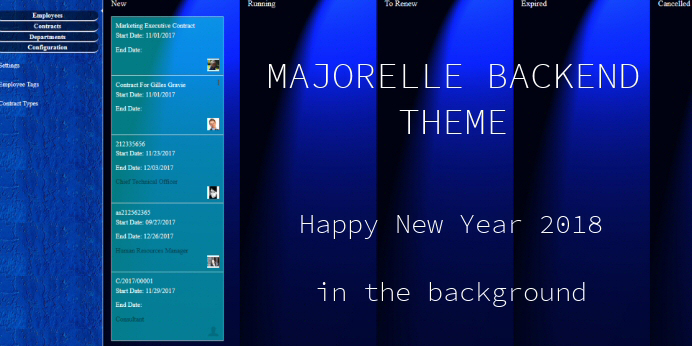 New
Running
To Renew
Expired
Cancelled
Employees
Contracts
Departments
Configuration
Settings
Employee Tags
Contract Types
Marketing Executive Contract
Start Date: 11/01/2017
End Date:
Contract For Gilles Gravie
Start Date: 11/01/2017
End Date:
212335656
Start Date: 11/23/2017
End Date: 12/03/2017
Chief Technical Officer
aa212562365
Start Date: 09/27/2017
End Date: 12/26/2017
Human Resources Manager
C/2017/00001
Start Date: 11/29/2017
End Date:
Consultant
MAJORELLE BACKEND
THEME
Happy New Year 2018
in the background